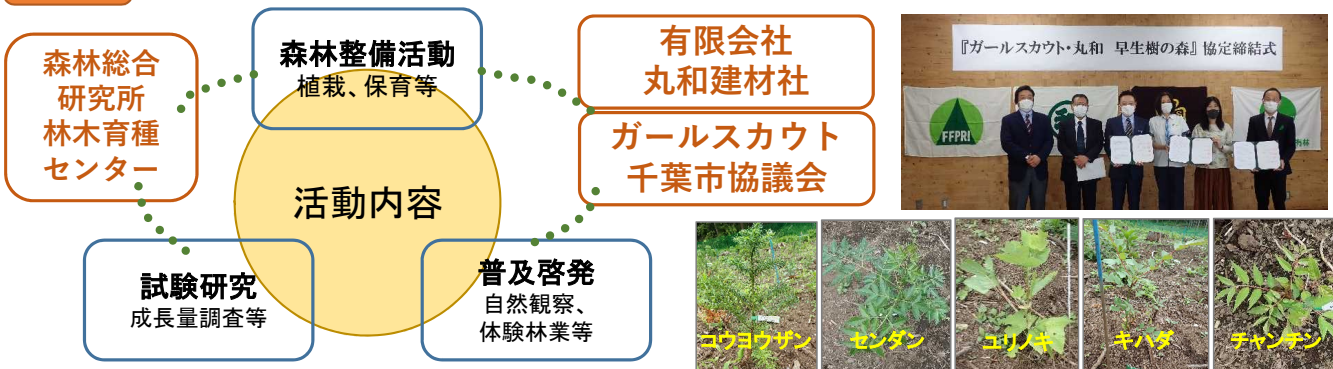 森林総合
研究所
林木育種
センター
森林整備活動
植栽、保育等
有限会社
丸和建材社
ガールスカウト
千葉市協議会
活動内容
試験研究
成長量調査等
普及啓発
自然観察、
体験林業等
『ガールスカウト・丸和　早生樹の森』協定締結式
FFPRI
有林
コウヨウザン
センダン
ユリノキ
キハダ
チャンチン